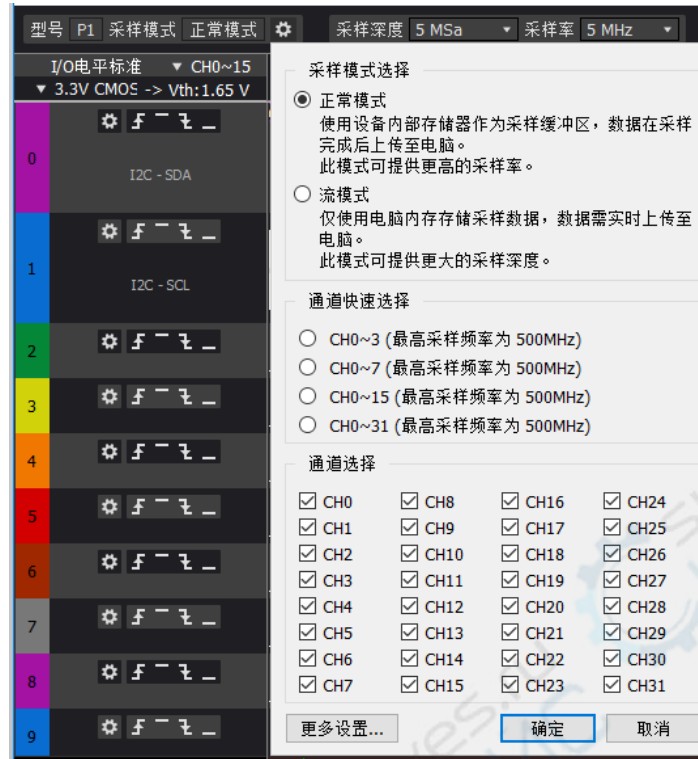 型号 P1 采样模式 正常模式 采样深度 5 MSa 采样率 5 MHz
I/O电平标准 CH0~15
3.3V CMOS -> Vth:1.65 V
0
I2C - SDA
1
I2C - SCL
2
3
4
5
6
7
8
9
采样模式选择
正常模式
使用设备内部存储器作为采样缓冲区，数据在采样
完成后上传至电脑。
此模式可提供更高的采样率。
流模式
仅使用电脑内存存储采样数据，数据需实时上传至
电脑。
此模式可提供更大的采样深度。
通道快速选择
CH0~3 (最高采样频率为 500MHz)
CH0~7 (最高采样频率为 500MHz)
CH0~15 (最高采样频率为 500MHz)
CH0~31 (最高采样频率为 500MHz)
通道选择
CH0 CH8 CH16 CH24
CH1 CH9 CH17 CH25
CH2 CH10 CH18 CH26
CH3 CH11 CH19 CH27
CH4 CH12 CH20 CH28
CH5 CH13 CH21 CH29
CH6 CH14 CH22 CH30
CH7 CH15 CH23 CH31
更多设置... 确定 取消